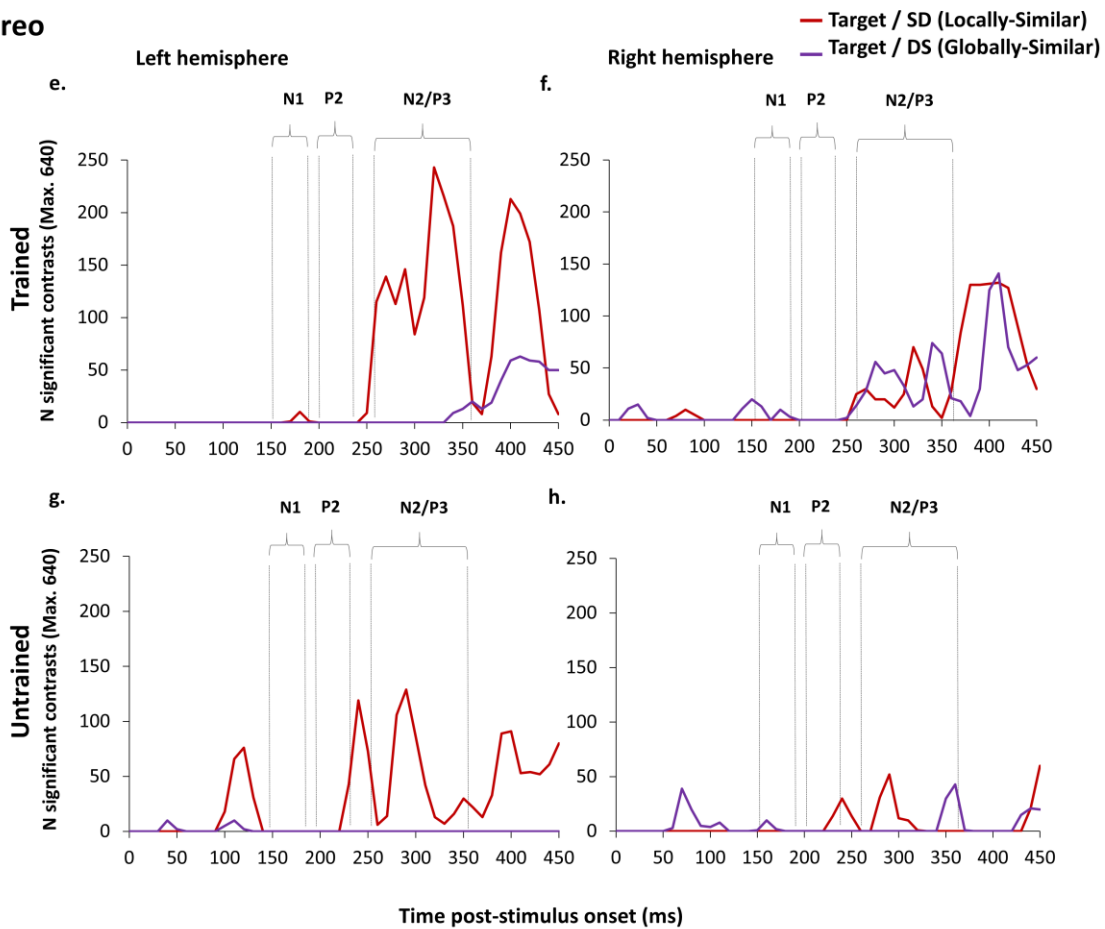 reo
Target / SD (Locally-Similar)
Target / DS (Globally-Similar)
Left hemisphere
Right hemisphere
e.
N1
P2
N2/P3
f.
N1
P2
N2/P3
Trained
N significant contrasts (Max. 640)
250
200
150
100
50
0
0 50 100 150 200 250 300 350 400 450
250
200
150
100
50
0
0 50 100 150 200 250 300 350 400 450
g.
N1
P2
N2/P3
h.
N1
P2
N2/P3
Untrained
N significant contrasts (Max. 640)
250
200
150
100
50
0
0 50 100 150 200 250 300 350 400 450
250
200
150
100
50
0
0 50 100 150 200 250 300 350 400 450
Time post-stimulus onset (ms)